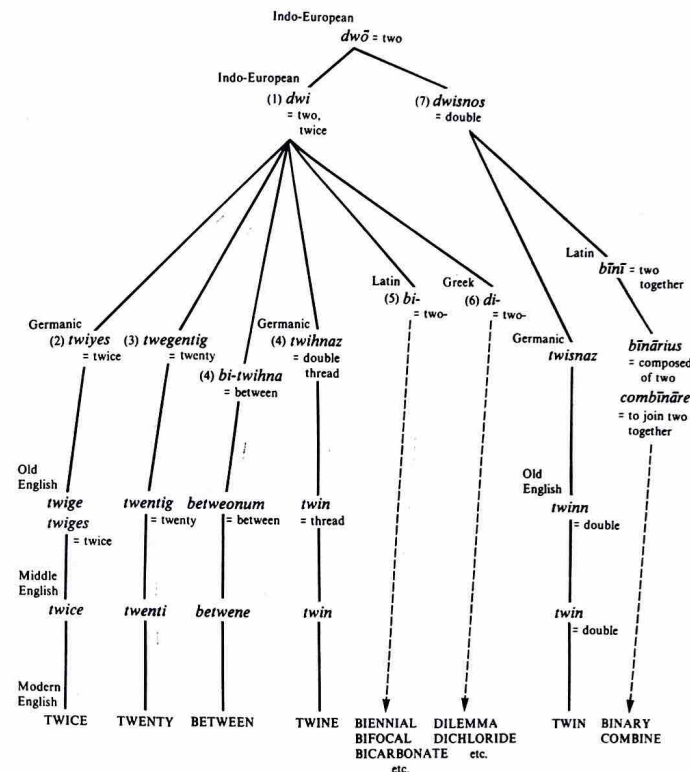 Indo-European
dwō = two
Indo-European
(1) dwi
= two,
twice
(7) dwisnos
= double
Latin
bīnī = two
together
Latin
(5) bi-
= two-
Greek
(6) di-
= two-
Germanic
(2) twiyes
= twice
(3) twegentig
= twenty
(4) bi-twihna
= between
Germanic
(4) twihnaz
= double
thread
Germanic
twisnaz
bīnārius
= composed
of two
combīnāre
= to join two
together
Old
English
twige
twiges
= twice
twentig
= twenty
betweonum
= between
twin
= thread
Old
English
twinn
= double
Middle
English
twice
twenti
betwene
twin
twin
= double
Modern
English
TWICE
TWENTY
BETWEEN
TWINE
BIENNIAL
BIFOCAL
BICARBONATE
etc.
DILEMMA
DICHLORIDE
etc.
TWIN
BINARY
COMBINE